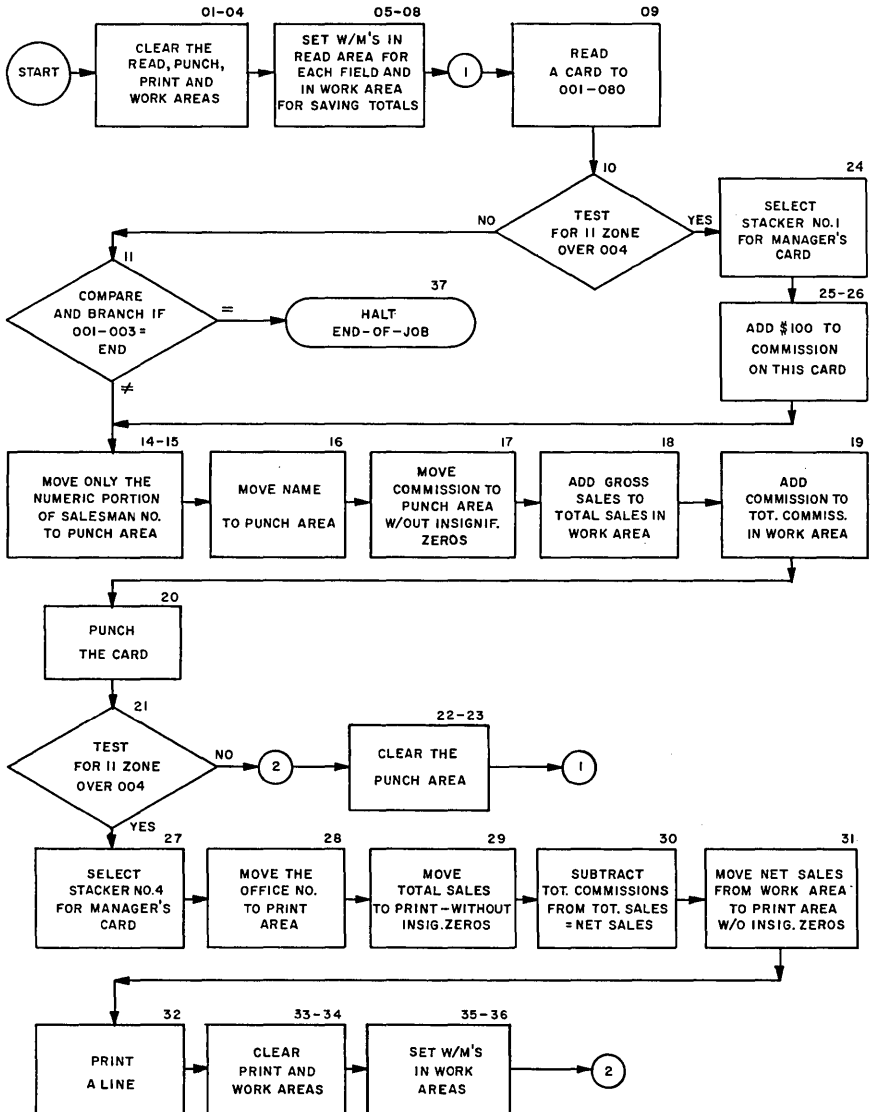 START
01-04
CLEAR THE
READ, PUNCH,
PRINT AND
WORK AREAS
05-08
SET W/M'S IN
READ AREA FOR
EACH FIELD AND
IN WORK AREA
FOR SAVING TOTALS
1
09
READ
A CARD TO
001-080
10
TEST
FOR 11 ZONE
OVER 004
NO
YES
24
SELECT
STACKER NO.1
FOR MANAGER'S
CARD
25-26
ADD $100 TO
COMMISSION
ON THIS CARD
11
COMPARE
AND BRANCH IF
001-003=
END
=
≠
37
HALT
END-OF-JOB
14-15
MOVE ONLY THE
NUMERIC PORTION
OF SALESMAN NO.
TO PUNCH AREA
16
MOVE NAME
TO PUNCH AREA
17
MOVE
COMMISSION TO
PUNCH AREA
W/OUT INSIGNIF.
ZEROS
18
ADD GROSS
SALES TO
TOTAL SALES IN
WORK AREA
19
ADD
COMMISSION TO
TOT. COMMISS.
IN WORK AREA
20
PUNCH
THE CARD
21
TEST
FOR 11 ZONE
OVER 004
NO
YES
2
22-23
CLEAR THE
PUNCH AREA
1
27
SELECT
STACKER NO.4
FOR MANAGER'S
CARD
28
MOVE THE
OFFICE NO.
TO PRINT
AREA
29
MOVE
TOTAL SALES
TO PRINT-WITHOUT
INSIG.ZEROS
30
SUBTRACT
TOT. COMMISSIONS
FROM TOT. SALES
= NET SALES
31
MOVE NET SALES
FROM WORK AREA
TO PRINT AREA
W/O INSIG. ZEROS
32
PRINT
A LINE
33-34
CLEAR
PRINT AND
WORK AREAS
35-36
SET W/M'S
IN WORK
AREAS
2